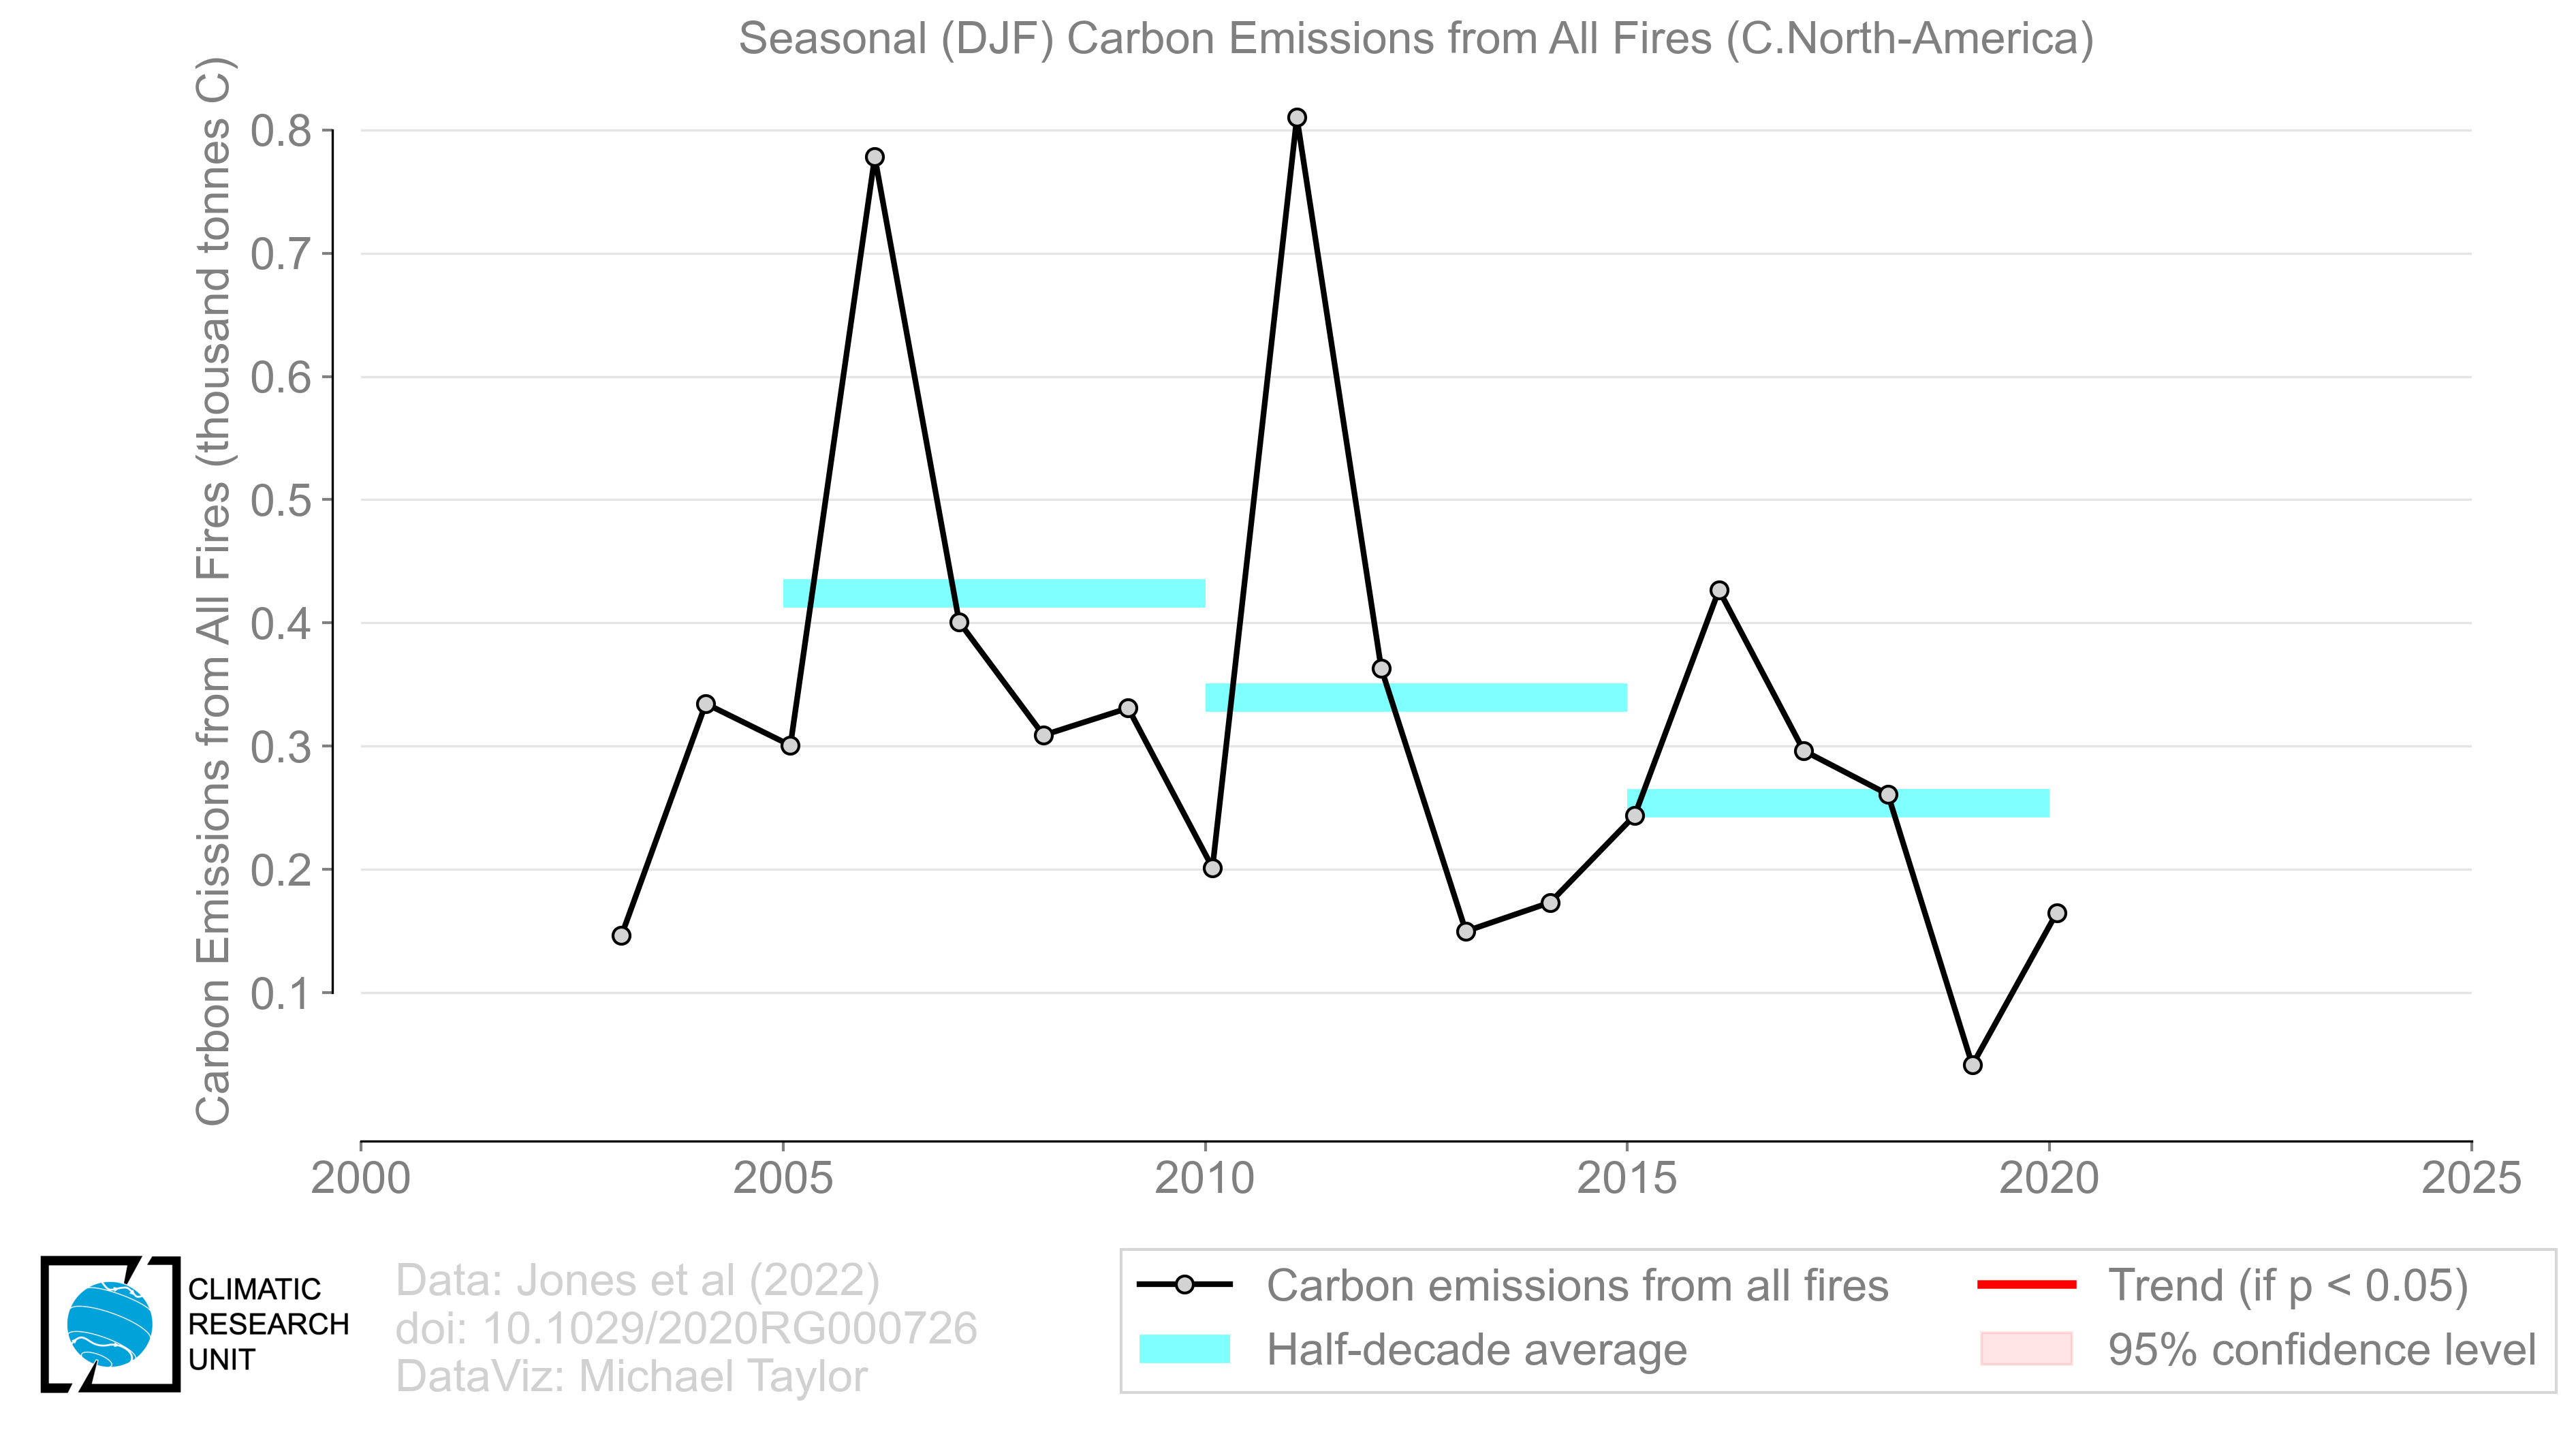 Seasonal (DJF) Carbon Emissions from All Fires (C.North-America)
Carbon Emissions from All Fires (thousand tonnes C)
0.8
0.7
0.6
0.5
0.4
0.3
0.2
0.1
2000
2005
2010
2015
2020
2025
CLIMATIC
RESEARCH
UNIT
Data: Jones et al (2022)
doi: 10.1029/2020RG000726
DataViz: Michael Taylor
Carbon emissions from all fires
Half-decade average
Trend (if p < 0.05)
95% confidence level